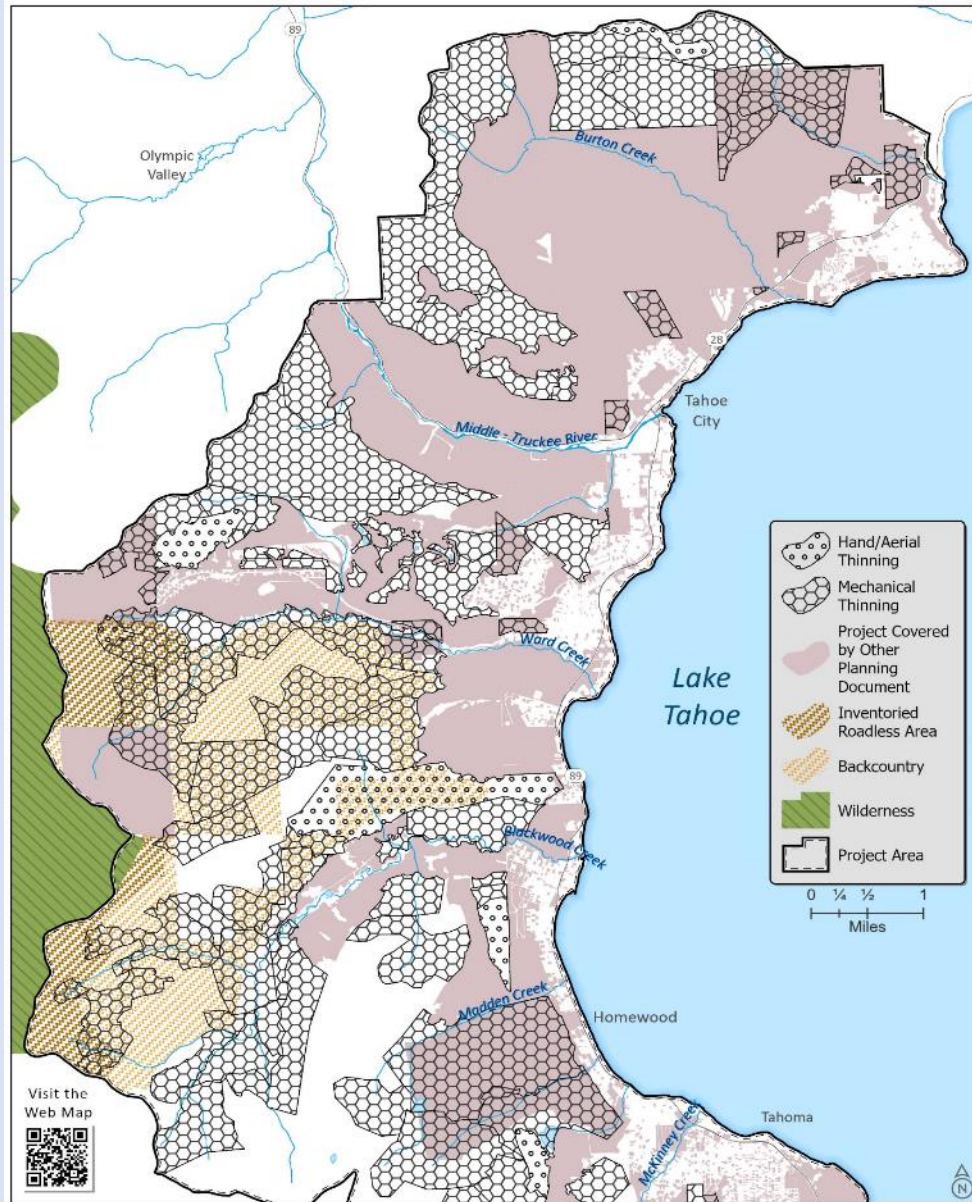 89
Olympic
Valley
Burton Creek
28
Tahoe
City
Middle - Truckee River
Ward Creek
Lake
Tahoe
89
Blackwood Creek
Madden Creek
Homewood
Tahoma
McKinney Creek
Hand/Aerial
Thinning
Mechanical
Thinning
Project Covered
by Other
Planning
Document
Inventoried
Roadless Area
Backcountry
Wilderness
Project Area
0 ¼ ½ 1
Miles
Visit the
Web Map
N